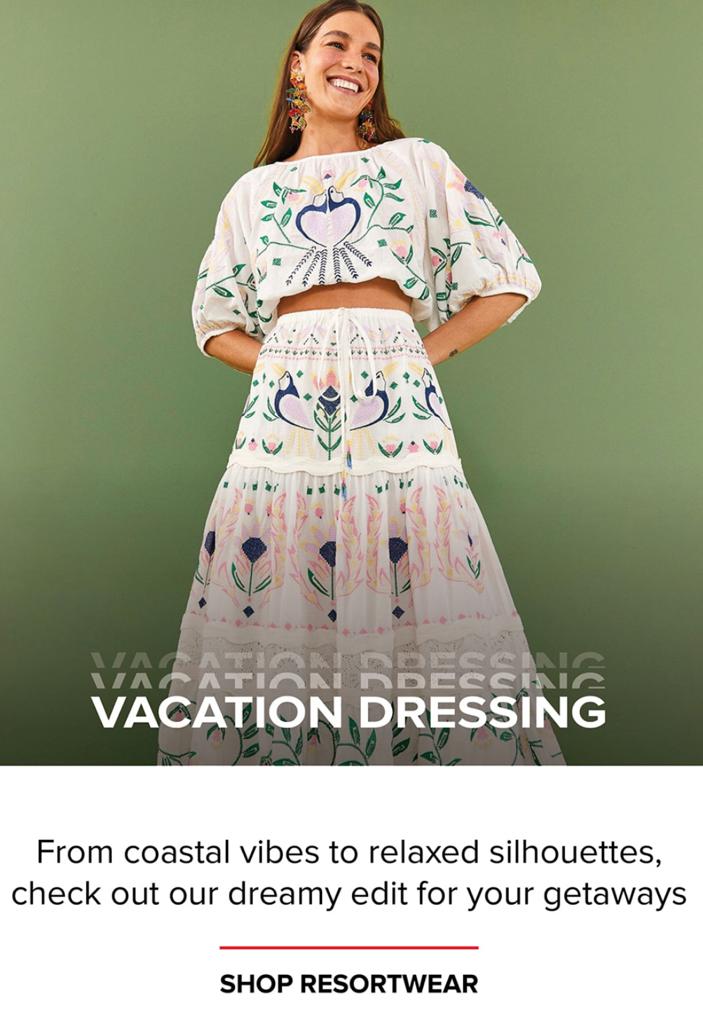 VACATION DRESSING
VACATION DRESSING
VACATION DRESSING
From coastal vibes to relaxed silhouettes,
check out our dreamy edit for your getaways
SHOP RESORTWEAR